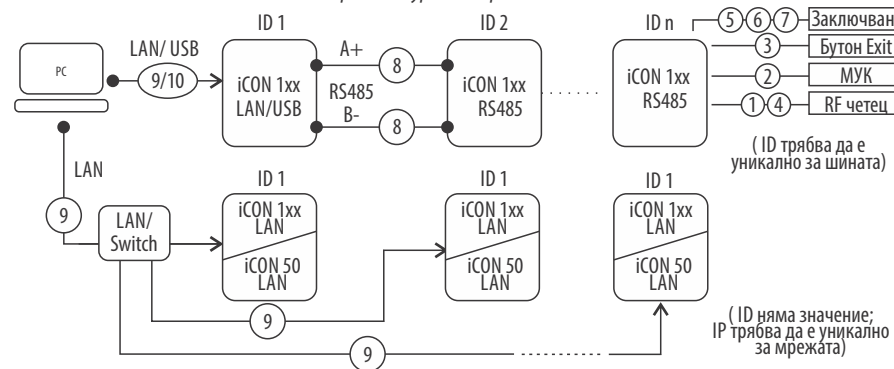 ID 1
ID 2
ID n
5 6 7 Заключван
3 Бутон Exit
2 МУК
1 4 RF четец
PC
LAN/ USB
9/10
iCON 1xx
LAN/USB
A+
8
RS485
B-
8
iCON 1xx
RS485
iCON 1xx
RS485
( ID трябва да е
уникално за шината)
LAN
9
LAN/
Switch
ID 1
iCON 1xx
LAN
iCON 50
LAN
ID 1
iCON 1xx
LAN
iCON 50
LAN
ID 1
iCON 1xx
LAN
iCON 50
LAN
9
9
( ID няма значение;
IP трябва да е уникално
за мрежата)